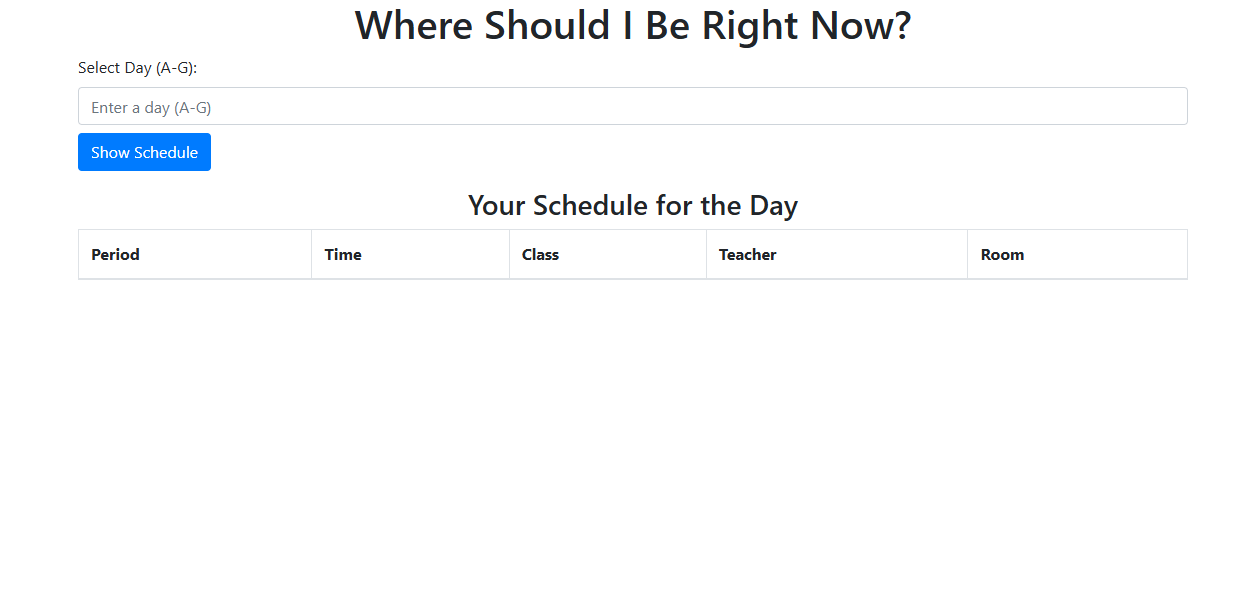 Where Should I Be Right Now?
Select Day (A-G):
Enter a day (A-G)
Show Schedule
Your Schedule for the Day
Period Time Class Teacher Room